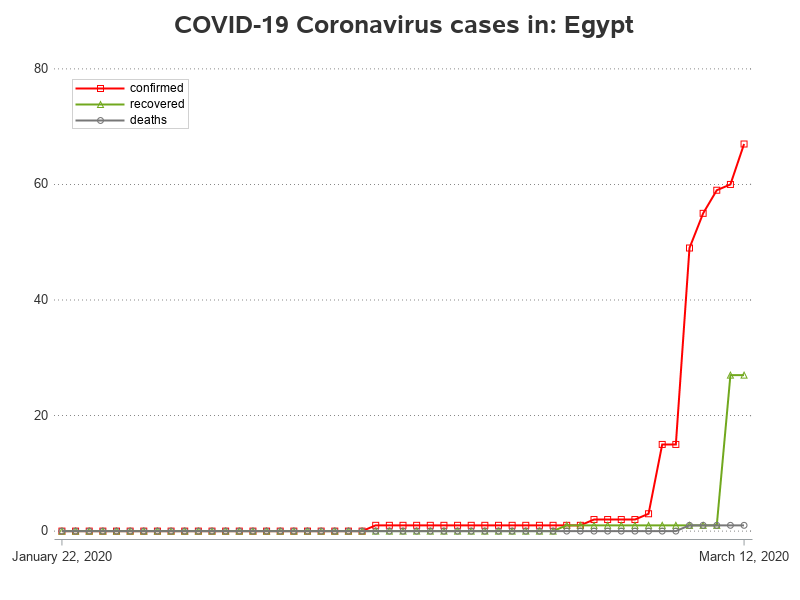 COVID-19 Coronavirus cases in: Egypt
80
confirmed
recovered
deaths
60
40
20
0
January 22, 2020
March 12, 2020